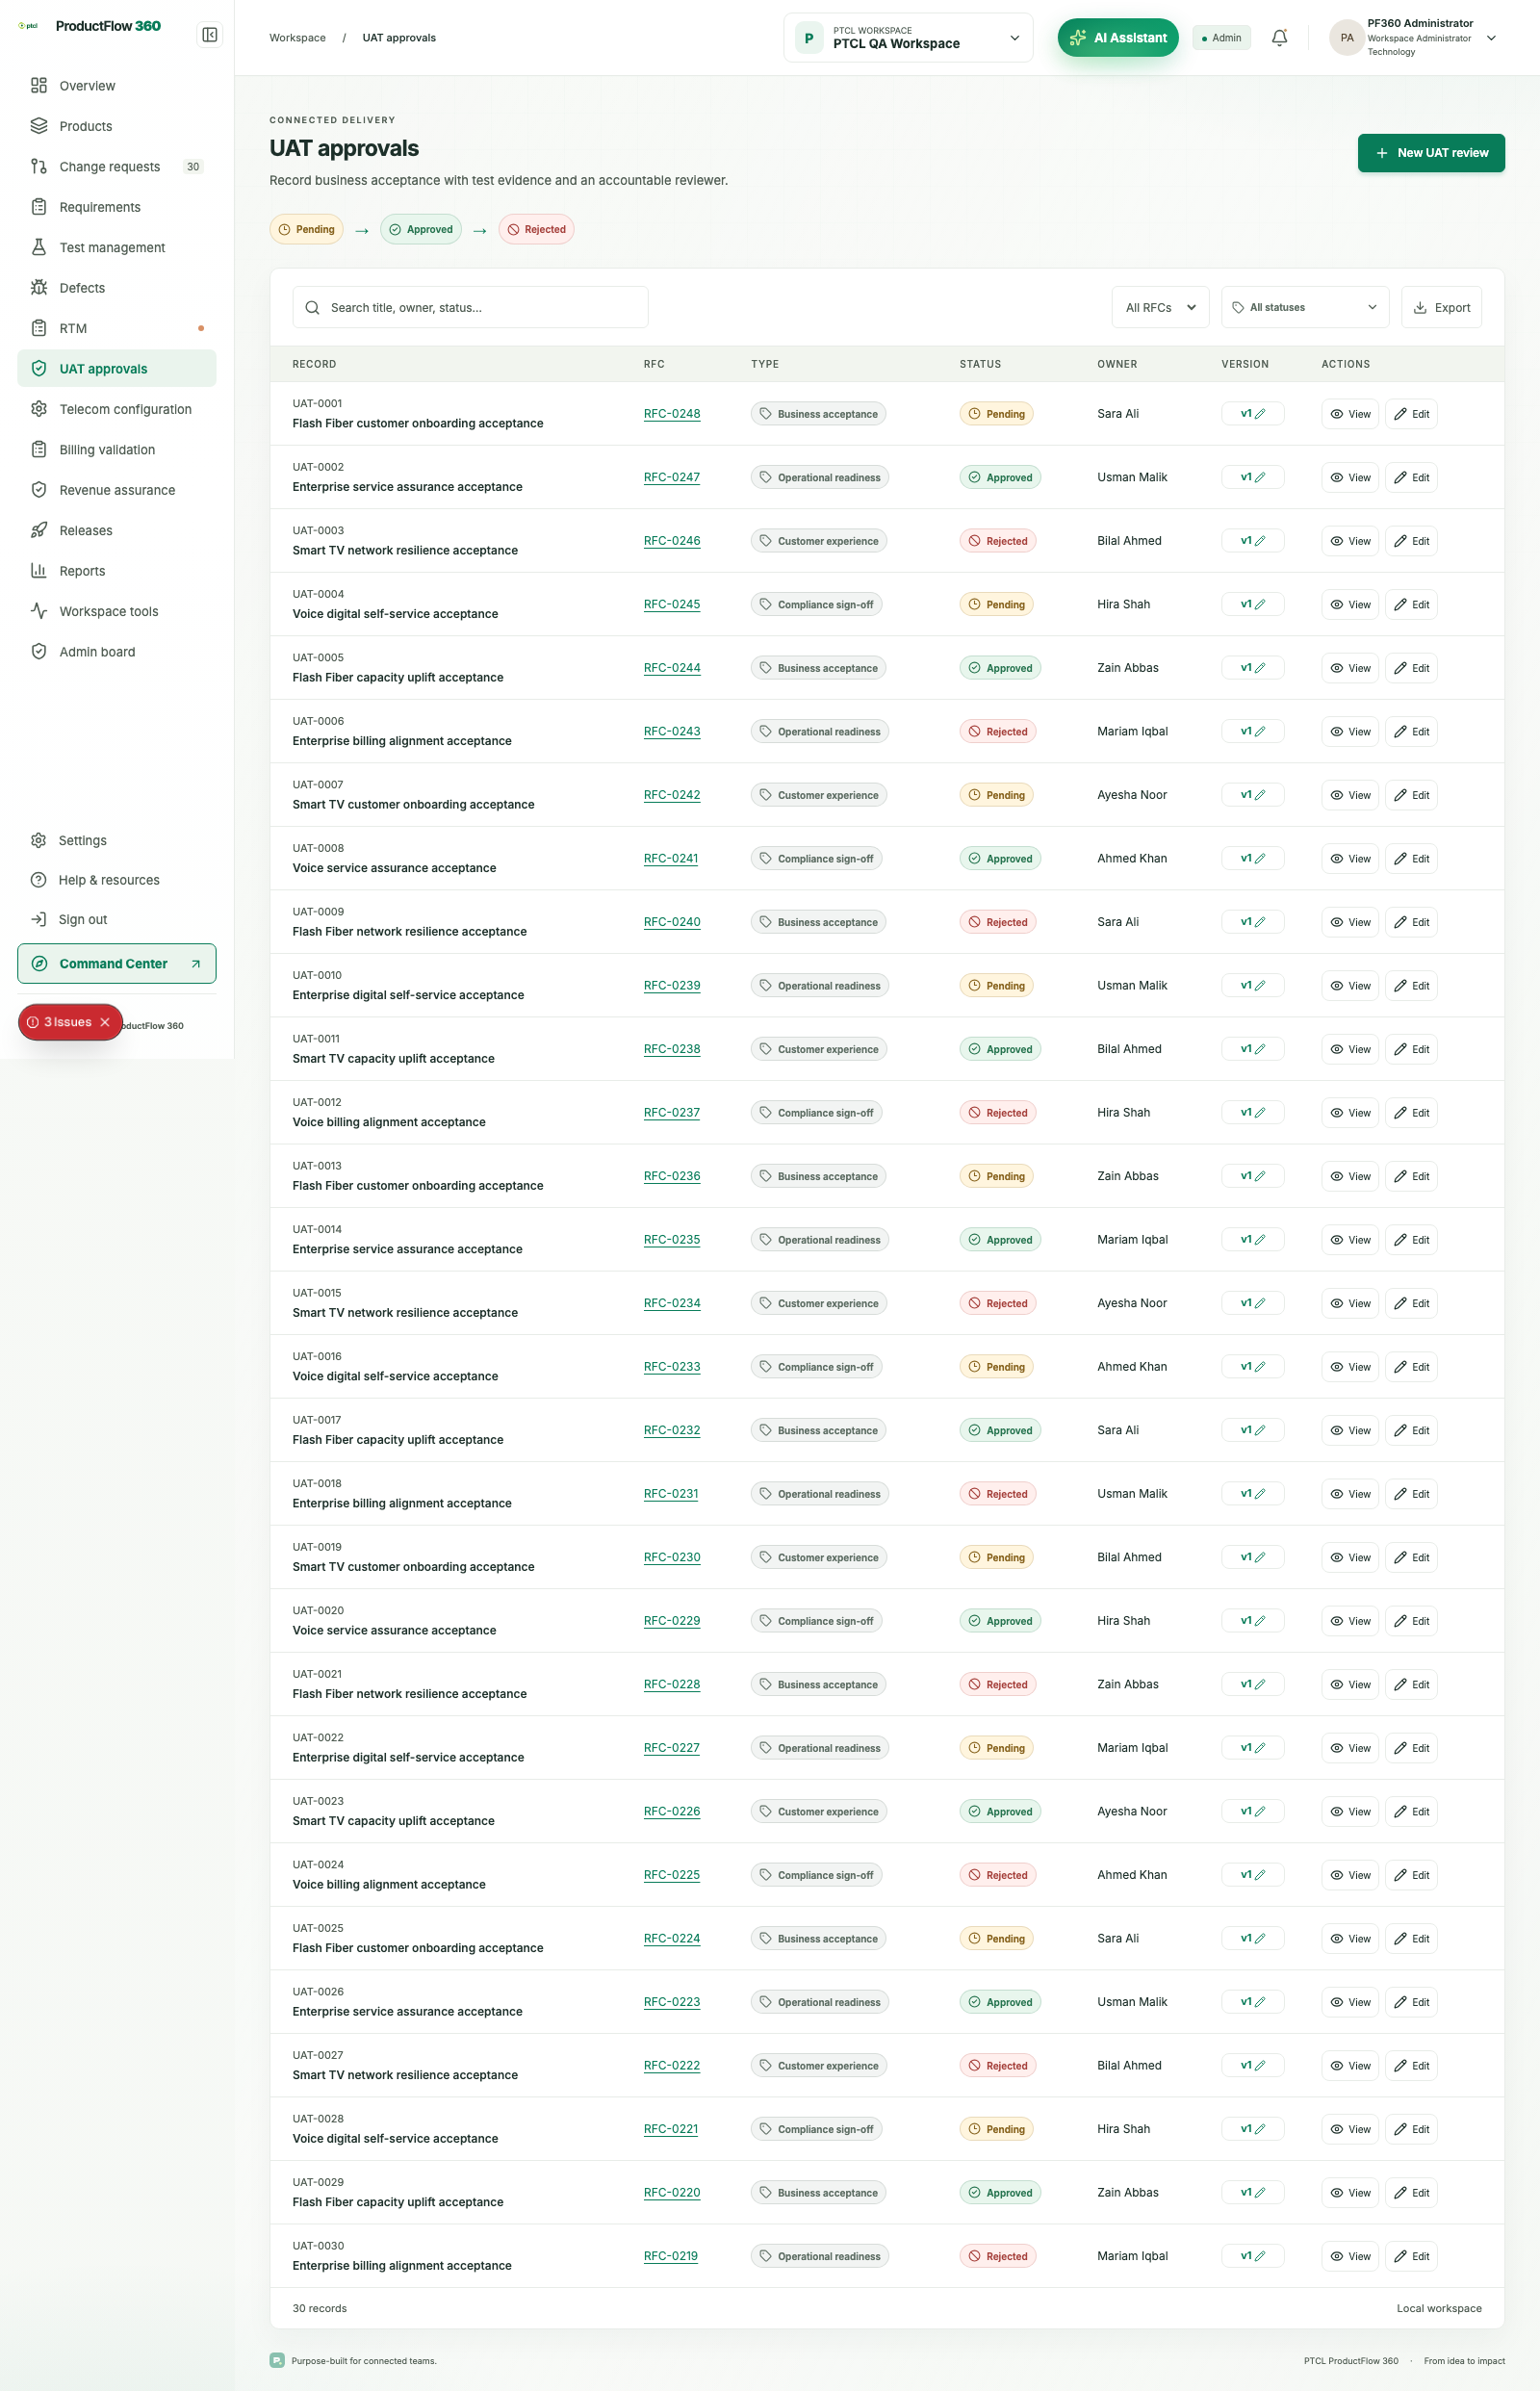 ptcl ProductFlow 360
Overview
Products
Change requests 30
Requirements
Test management
Defects
RTM
UAT approvals
Telecom configuration
Billing validation
Revenue assurance
Releases
Reports
Workspace tools
Admin board
Settings
Help & resources
Sign out
Command Center
3 Issues
oductFlow 360
Workspace / UAT approvals
P
PTCL WORKSPACE
PTCL QA Workspace
AI Assistant
Admin
PA
PF360 Administrator
Workspace Administrator
Technology
CONNECTED DELIVERY
UAT approvals
Record business acceptance with test evidence and an accountable reviewer.
New UAT review
Pending → Approved → Rejected
Search title, owner, status...
All RFCs
All statuses
Export
RECORD RFC TYPE STATUS OWNER VERSION ACTIONS
UAT-0001
Flash Fiber customer onboarding acceptance RFC-0248 Business acceptance Pending Sara Ali v1 View Edit
UAT-0002
Enterprise service assurance acceptance RFC-0247 Operational readiness Approved Usman Malik v1 View Edit
UAT-0003
Smart TV network resilience acceptance RFC-0246 Customer experience Rejected Bilal Ahmed v1 View Edit
UAT-0004
Voice digital self-service acceptance RFC-0245 Compliance sign-off Pending Hira Shah v1 View Edit
UAT-0005
Flash Fiber capacity uplift acceptance RFC-0244 Business acceptance Approved Zain Abbas v1 View Edit
UAT-0006
Enterprise billing alignment acceptance RFC-0243 Operational readiness Rejected Mariam Iqbal v1 View Edit
UAT-0007
Smart TV customer onboarding acceptance RFC-0242 Customer experience Pending Ayesha Noor v1 View Edit
UAT-0008
Voice service assurance acceptance RFC-0241 Compliance sign-off Approved Ahmed Khan v1 View Edit
UAT-0009
Flash Fiber network resilience acceptance RFC-0240 Business acceptance Rejected Sara Ali v1 View Edit
UAT-0010
Enterprise digital self-service acceptance RFC-0239 Operational readiness Pending Usman Malik v1 View Edit
UAT-0011
Smart TV capacity uplift acceptance RFC-0238 Customer experience Approved Bilal Ahmed v1 View Edit
UAT-0012
Voice billing alignment acceptance RFC-0237 Compliance sign-off Rejected Hira Shah v1 View Edit
UAT-0013
Flash Fiber customer onboarding acceptance RFC-0236 Business acceptance Pending Zain Abbas v1 View Edit
UAT-0014
Enterprise service assurance acceptance RFC-0235 Operational readiness Approved Mariam Iqbal v1 View Edit
UAT-0015
Smart TV network resilience acceptance RFC-0234 Customer experience Rejected Ayesha Noor v1 View Edit
UAT-0016
Voice digital self-service acceptance RFC-0233 Compliance sign-off Pending Ahmed Khan v1 View Edit
UAT-0017
Flash Fiber capacity uplift acceptance RFC-0232 Business acceptance Approved Sara Ali v1 View Edit
UAT-0018
Enterprise billing alignment acceptance RFC-0231 Operational readiness Rejected Usman Malik v1 View Edit
UAT-0019
Smart TV customer onboarding acceptance RFC-0230 Customer experience Pending Bilal Ahmed v1 View Edit
UAT-0020
Voice service assurance acceptance RFC-0229 Compliance sign-off Approved Hira Shah v1 View Edit
UAT-0021
Flash Fiber network resilience acceptance RFC-0228 Business acceptance Rejected Zain Abbas v1 View Edit
UAT-0022
Enterprise digital self-service acceptance RFC-0227 Operational readiness Pending Mariam Iqbal v1 View Edit
UAT-0023
Smart TV capacity uplift acceptance RFC-0226 Customer experience Approved Ayesha Noor v1 View Edit
UAT-0024
Voice billing alignment acceptance RFC-0225 Compliance sign-off Rejected Ahmed Khan v1 View Edit
UAT-0025
Flash Fiber customer onboarding acceptance RFC-0224 Business acceptance Pending Sara Ali v1 View Edit
UAT-0026
Enterprise service assurance acceptance RFC-0223 Operational readiness Approved Usman Malik v1 View Edit
UAT-0027
Smart TV network resilience acceptance RFC-0222 Customer experience Rejected Bilal Ahmed v1 View Edit
UAT-0028
Voice digital self-service acceptance RFC-0221 Compliance sign-off Pending Hira Shah v1 View Edit
UAT-0029
Flash Fiber capacity uplift acceptance RFC-0220 Business acceptance Approved Zain Abbas v1 View Edit
UAT-0030
Enterprise billing alignment acceptance RFC-0219 Operational readiness Rejected Mariam Iqbal v1 View Edit
30 records Local workspace
P. Purpose-built for connected teams. PTCL ProductFlow 360 · From idea to impact